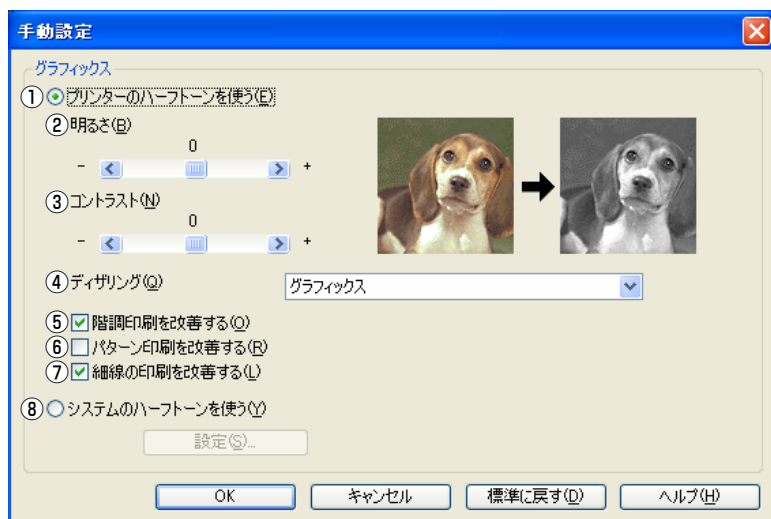 手動設定
グラフィックス
① プリンターのハーフトーンを使う(E)
② 明るさ(B)
0
- +
③ コントラスト(N)
0
- +
④ ディザリング(Q) グラフィックス
⑤ 階調印刷を改善する(O)
⑥ パターン印刷を改善する(R)
⑦ 細線の印刷を改善する(L)
⑧ システムのハーフトーンを使う(Y)
設定(S)...
OK キャンセル 標準に戻す(D) ヘルプ(H)